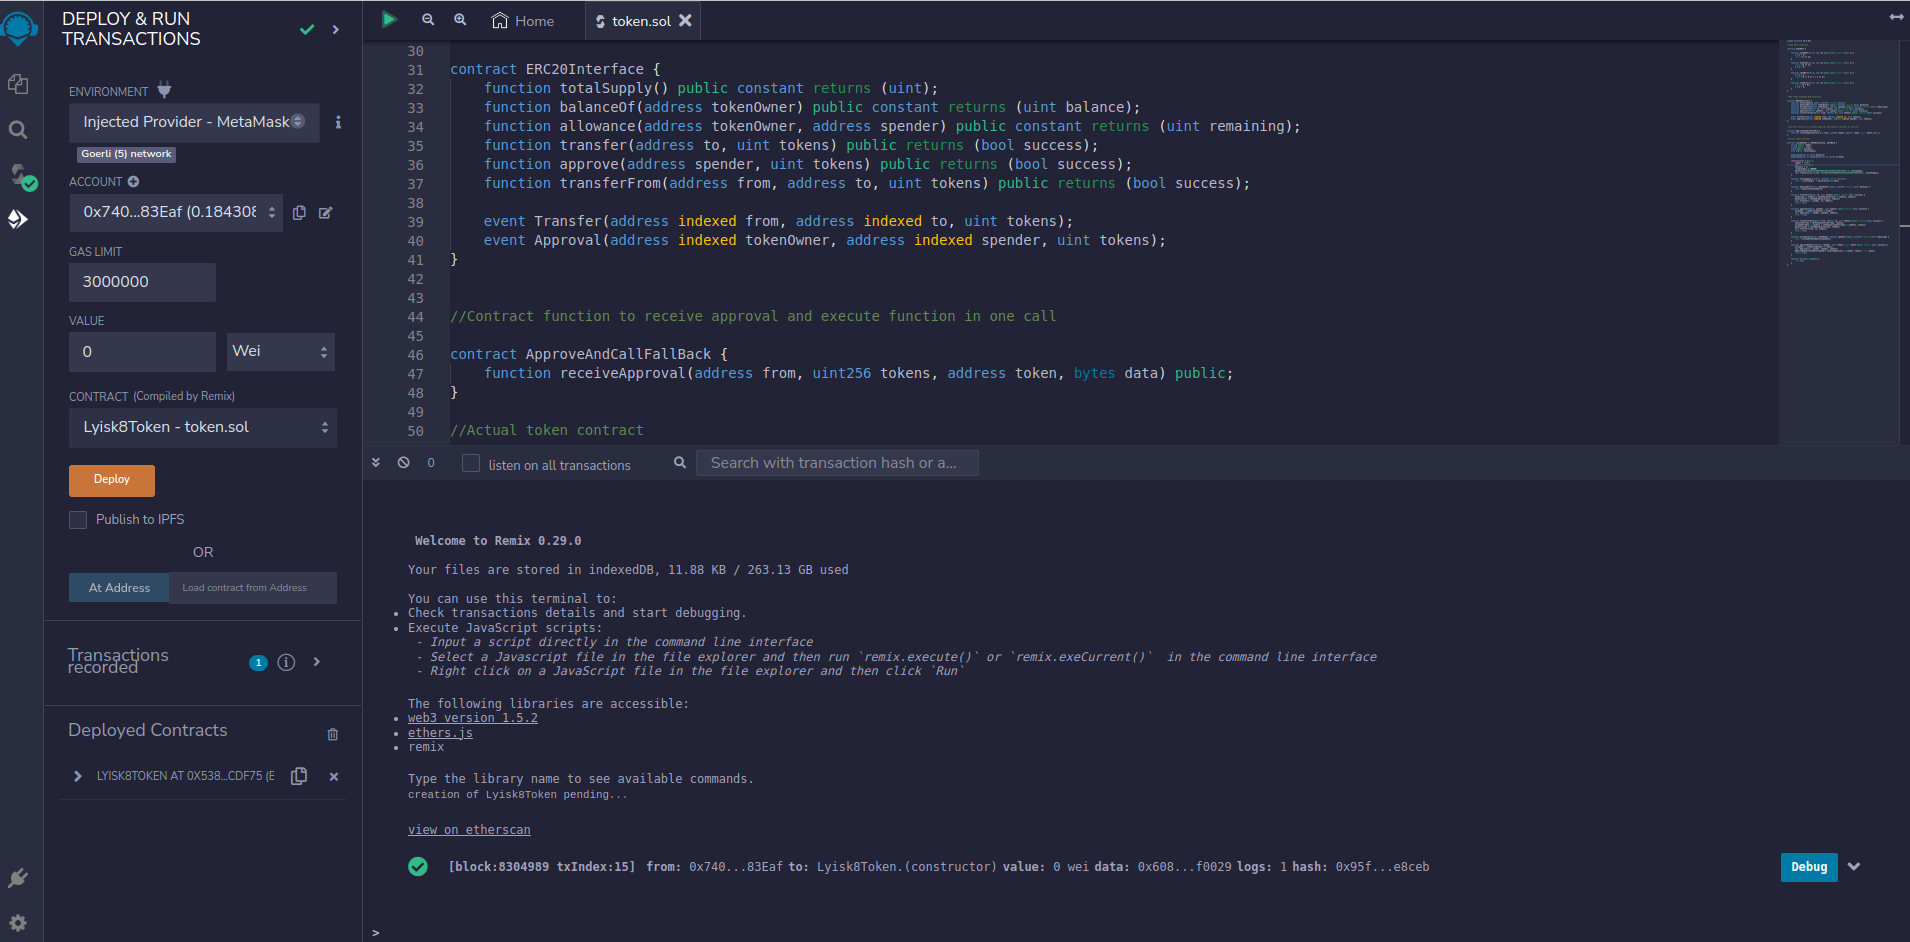 DEPLOY & RUN
TRANSACTIONS
ENVIRONMENT
Injected Provider - MetaMask
Goerli (5) network
ACCOUNT
0x740...83Eaf (0.184308
GAS LIMIT
3000000
VALUE
0
Wei
CONTRACT (Compiled by Remix)
Lyisk8Token - token.sol
Deploy
Publish to IPFS
OR
At Address
Load contract from Address
Transactions
recorded
1
Deployed Contracts
LYISK8TOKEN AT 0X538...CDF75 (E
Home
token.sol
30
31 contract ERC20Interface {
32 function totalSupply() public constant returns (uint);
33 function balanceOf(address tokenOwner) public constant returns (uint balance);
34 function allowance(address tokenOwner, address spender) public constant returns (uint remaining);
35 function transfer(address to, uint tokens) public returns (bool success);
36 function approve(address spender, uint tokens) public returns (bool success);
37 function transferFrom(address from, address to, uint tokens) public returns (bool success);
38
39 event Transfer(address indexed from, address indexed to, uint tokens);
40 event Approval(address indexed tokenOwner, address indexed spender, uint tokens);
41 }
42
43
44 //Contract function to receive approval and execute function in one call
45
46 contract ApproveAndCallFallBack {
47 function receiveApproval(address from, uint256 tokens, address token, bytes data) public;
48 }
49
50 //Actual token contract
0
listen on all transactions
Search with transaction hash or a...
Welcome to Remix 0.29.0
Your files are stored in indexedDB, 11.88 KB / 263.13 GB used
You can use this terminal to:
• Check transactions details and start debugging.
• Execute JavaScript scripts:
- Input a script directly in the command line interface
- Select a Javascript file in the file explorer and then run `remix.execute()` or `remix.exeCurrent()` in the command line interface
- Right click on a JavaScript file in the file explorer and then click `Run`
The following libraries are accessible:
• web3 version 1.5.2
• ethers.js
• remix
Type the library name to see available commands.
creation of Lyisk8Token pending...
view on etherscan
[block:8304989 txIndex:15] from: 0x740...83Eaf to: Lyisk8Token.(constructor) value: 0 wei data: 0x608...f0029 logs: 1 hash: 0x95f...e8ceb
Debug
>